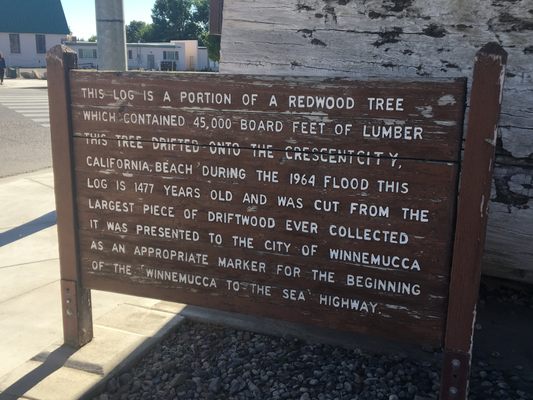 THIS LOG IS A PORTION OF A REDWOOD TREE
WHICH CONTAINED 45,000 BOARD FEET OF LUMBER
THIS TREE DRIFTED ONTO THE CRESCENT CITY,
CALIFORNIA, BEACH DURING THE 1964 FLOOD THIS
LOG IS 1477 YEARS OLD AND WAS CUT FROM THE
LARGEST PIECE OF DRIFTWOOD EVER COLLECTED
IT WAS PRESENTED TO THE CITY OF WINNEMUCCA
AS AN APPROPRIATE MARKER FOR THE BEGINNING
OF THE "WINNEMUCCA TO THE SEA" HIGHWAY.